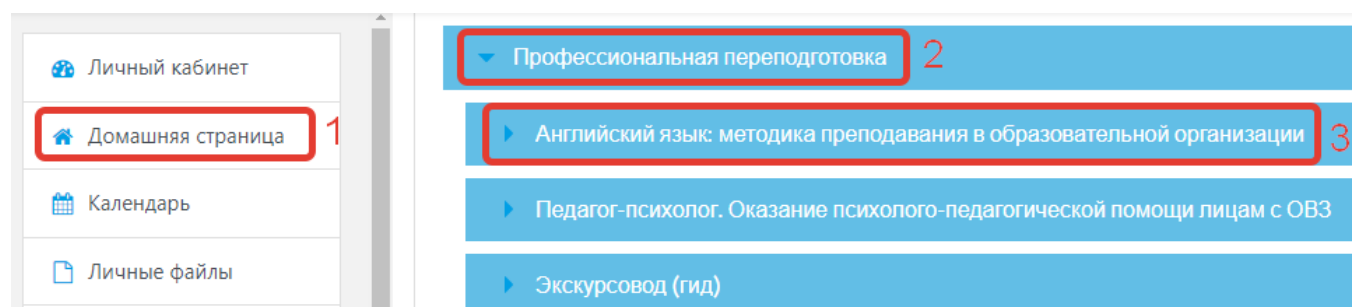 Личный кабинет
Домашняя страница 1
Календарь
Личные файлы
Профессиональная переподготовка 2
Английский язык: методика преподавания в образовательной организации 3
Педагог-психолог. Оказание психолого-педагогической помощи лицам с ОВЗ
Экскурсовод (гид)